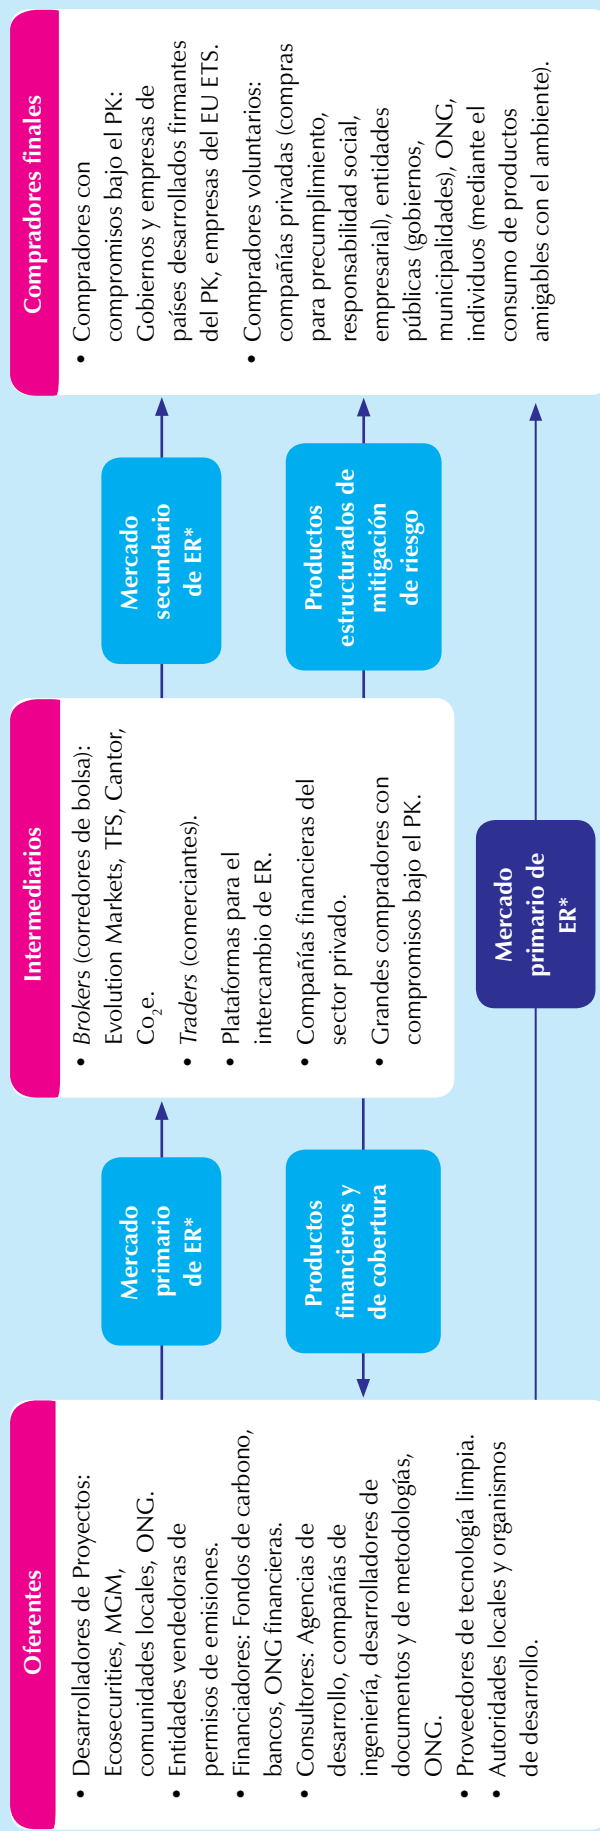 Oferentes
• Desarrolladores de Proyectos:
Ecosecurities, MGM,
comunidades locales, ONG.
• Entidades vendedoras de
permisos de emisiones.
• Financiadores: Fondos de carbono,
bancos, ONG financieras.
• Consultores: Agencias de
desarrollo, compañías de
ingeniería, desarrolladores de
documentos y de metodologías,
ONG.
• Proveedores de tecnología limpia.
• Autoridades locales y organismos
de desarrollo.
Mercado
primario
de ER*
Productos
financieros y
de cobertura
Intermediarios
• Brokers (corredores de bolsa):
Evolution Markets, TFS, Cantor,
Co₂e.
• Traders (comerciantes).
• Plataformas para el
intercambio de ER.
• Compañías financieras del
sector privado.
• Grandes compradores con
compromisos bajo el PK.
Mercado
primario de
ER*
Mercado
secundario
de ER*
Productos
estructurados de
mitigación
de riesgo
Compradores finales
• Compradores con
compromisos bajo el PK:
Gobiernos y empresas de
países desarrollados firmantes
del PK, empresas del EU ETS.
• Compradores voluntarios:
compañías privadas (compras
para precumplimiento,
responsabilidad social,
empresarial), entidades
públicas (gobiernos,
municipalidades), ONG,
individuos (mediante el
consumo de productos
amigables con el ambiente).